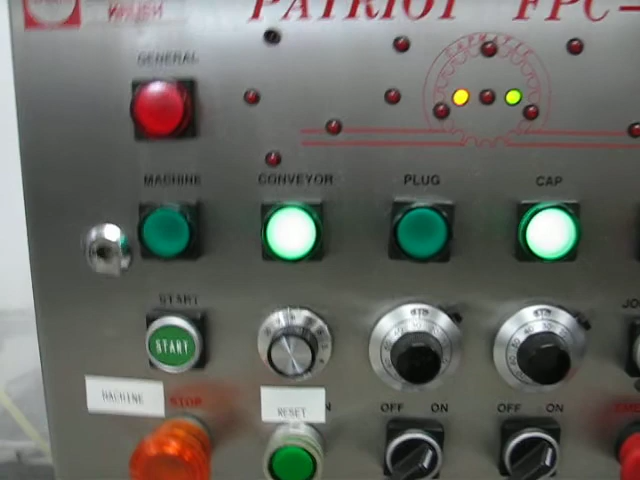 PATRIOT FPC-
GENERAL
MACHINE CONVEYOR PLUG CAP
START
START
MACHINE STOP RESET OFF ON OFF ON